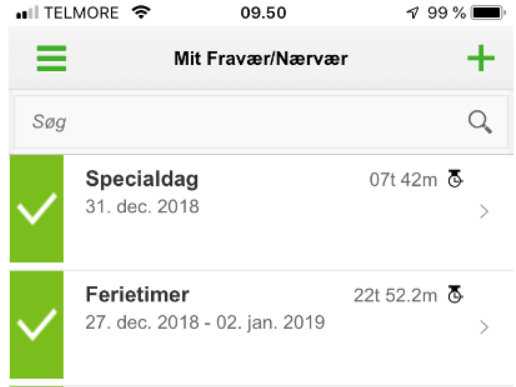 TELMORE 09.50 99 %
Mit Fravær/Nærvær
Søg
Specialdag 07t 42m
31. dec. 2018
Ferietimer 22t 52.2m
27. dec. 2018 - 02. jan. 2019